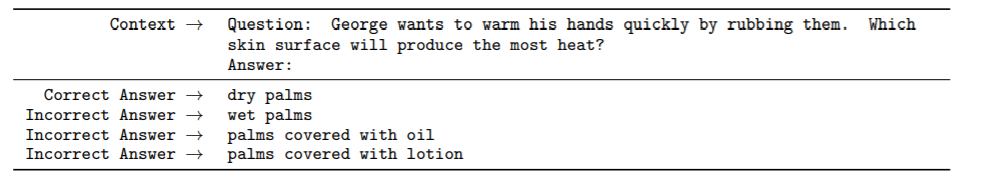 Context → Question: George wants to warm his hands quickly by rubbing them. Which
skin surface will produce the most heat?
Answer:
Correct Answer → dry palms
Incorrect Answer → wet palms
Incorrect Answer → palms covered with oil
Incorrect Answer → palms covered with lotion